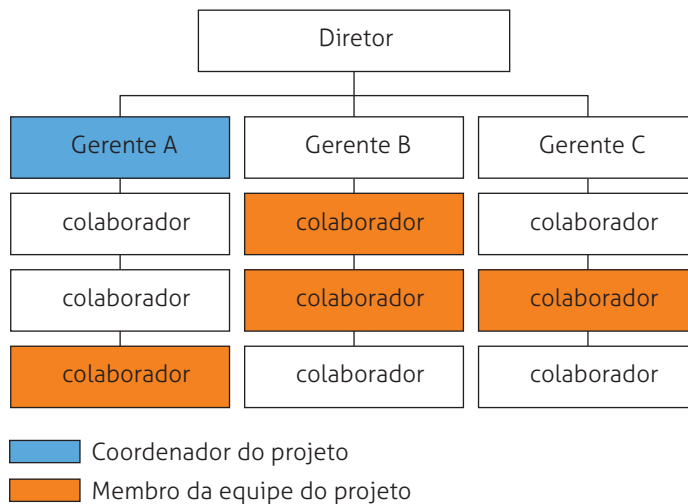 Diretor
Gerente A
Gerente B
Gerente C
colaborador
colaborador
colaborador
colaborador
colaborador
colaborador
colaborador
colaborador
colaborador
Coordenador do projeto
Membro da equipe do projeto